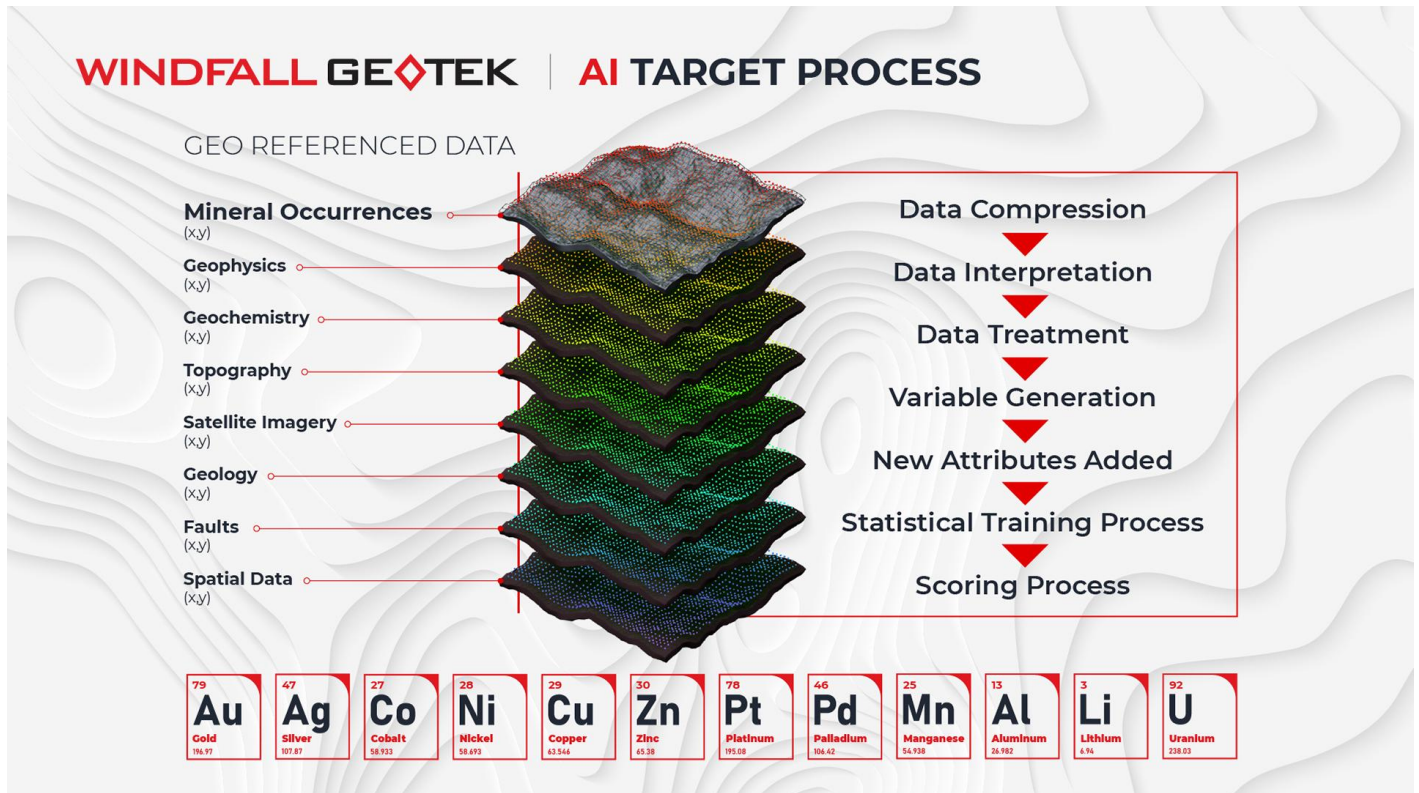 WINDFALL GEOTEK | AI TARGET PROCESS
GEO REFERENCED DATA
Mineral Occurrences
(x,y)
Geophysics
(x,y)
Geochemistry
(x,y)
Topography
(x,y)
Satellite Imagery
(x,y)
Geology
(x,y)
Faults
(x,y)
Spatial Data
(x,y)
Data Compression
Data Interpretation
Data Treatment
Variable Generation
New Attributes Added
Statistical Training Process
Scoring Process
79
Au
Gold
196.97
47
Ag
Silver
107.87
27
Co
Cobalt
58.933
28
Ni
Nickel
58.693
29
Cu
Copper
63.546
30
Zn
Zinc
65.38
78
Pt
Platinum
195.08
46
Pd
Palladium
106.42
25
Mn
Manganese
54.938
13
Al
Aluminum
26.982
3
Li
Lithium
6.94
92
U
Uranium
238.03